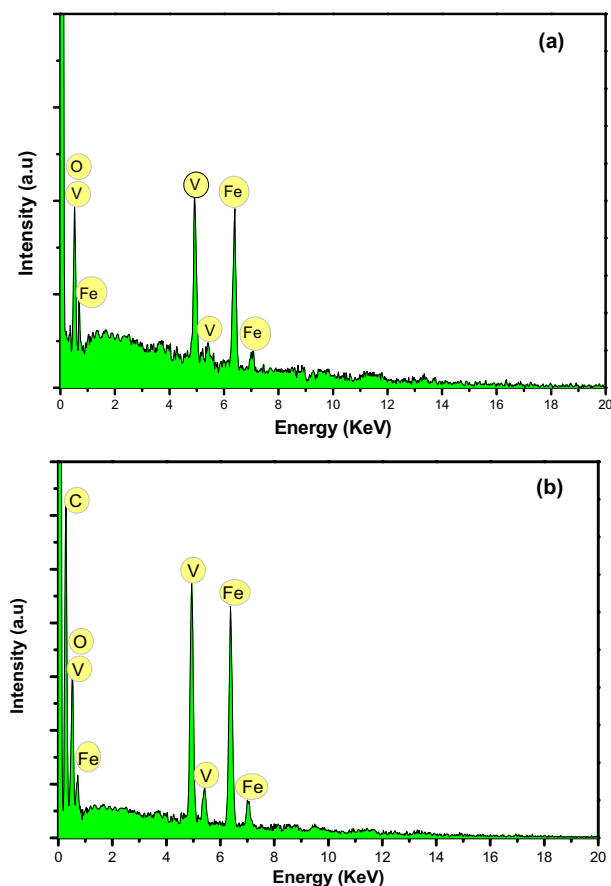 (a)
Intensity (a.u)
O
V
Fe
V
V
Fe
Fe
0 2 4 6 8 10 12 14 16 18 20
Energy (KeV)
(b)
Intensity (a.u)
C
O
V
Fe
V
V
Fe
Fe
0 2 4 6 8 10 12 14 16 18 20
Energy (KeV)